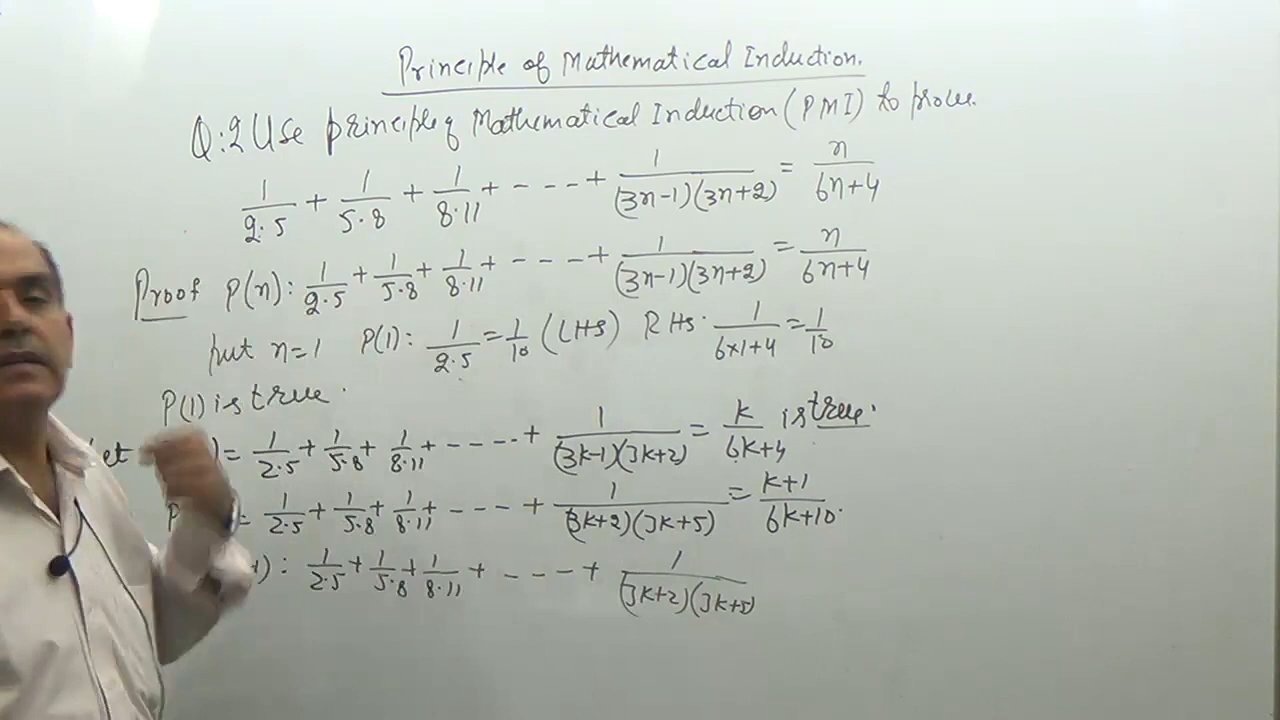 Principle of Mathematical Induction.
Q:2 Use principle of Mathematical Induction (PMI) to prove.
1/2·5 + 1/5·8 + 1/8·11 + - - - - + 1/(3n-1)(3n+2) = n/6n+4
Proof P(n): 1/2·5 + 1/5·8 + 1/8·11 + - - - - + 1/(3n-1)(3n+2) = n/6n+4
put n=1 P(1): 1/2·5 = 1/10 (LHS) RHS· 1/6×1+4 = 1/10
P(1) is true.
et ) = 1/2·5 + 1/5·8 + 1/8·11 + - - - - · + 1/(3k-1)(3k+2) = k/6k+4 is true·
P = 1/2·5 + 1/5·8 + 1/8·11 + - - - - + 1/(3k+2)(3k+5) = k+1/6k+10·
1): 1/2·5 + 1/5·8 + 1/8·11 + - - - - + 1/(3k+2)(3k+5)